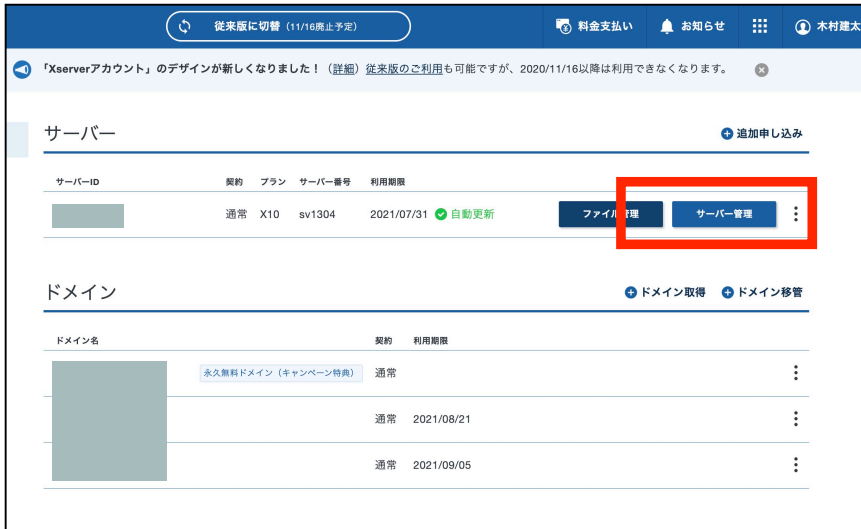 従来版に切替（11/16廃止予定） 料金支払い お知らせ 木村建太
「Xserverアカウント」のデザインが新しくなりました！（詳細）従来版のご利用も可能ですが、2020/11/16以降は利用できなくなります。
サーバー 追加申し込み
サーバーID 契約 プラン サーバー番号 利用期限
通常 X10 sv1304 2021/07/31 自動更新 ファイル管理 サーバー管理
ドメイン ドメイン取得 ドメイン移管
ドメイン名 契約 利用期限
永久無料ドメイン（キャンペーン特典） 通常
通常 2021/08/21
通常 2021/09/05